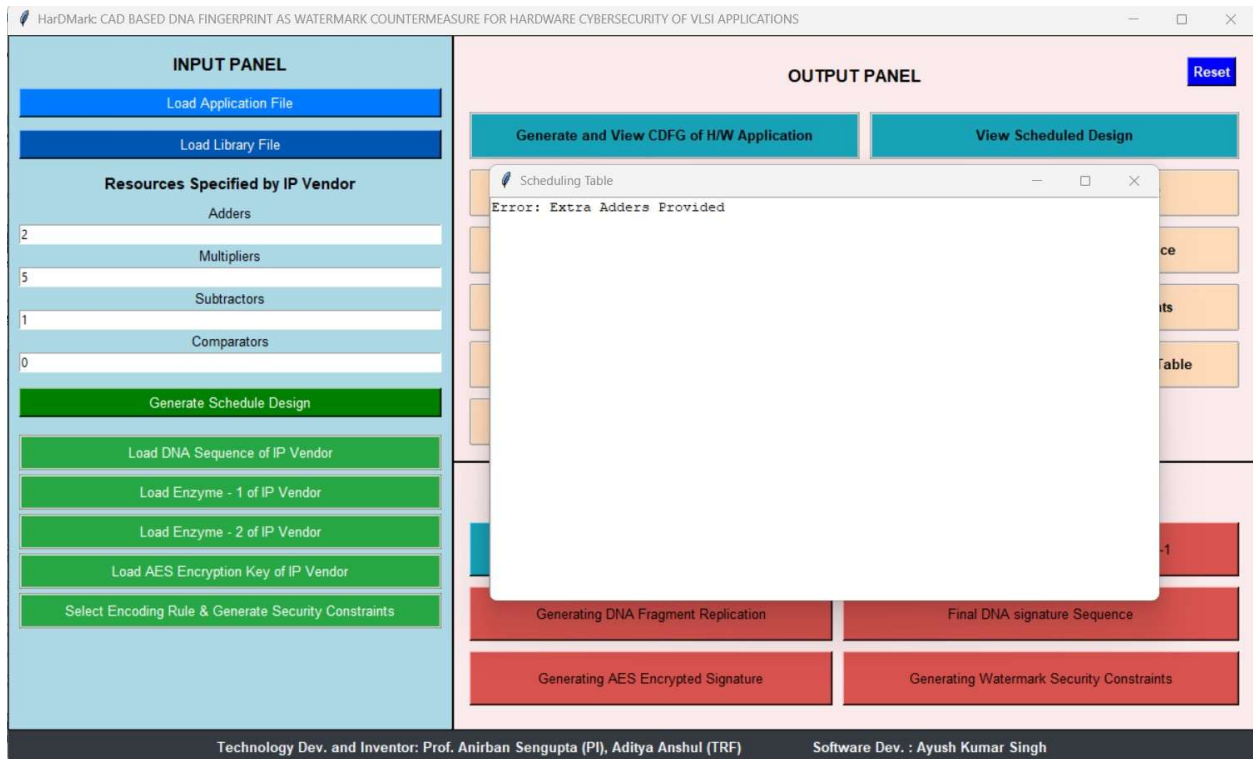 HarDMark: CAD BASED DNA FINGERPRINT AS WATERMARK COUNTERMEASURE FOR HARDWARE CYBERSECURITY OF VLSI APPLICATIONS
INPUT PANEL
Load Application File
Load Library File
Resources Specified by IP Vendor
Adders
2
Multipliers
5
Subtractors
1
Comparators
0
Generate Schedule Design
Load DNA Sequence of IP Vendor
Load Enzyme - 1 of IP Vendor
Load Enzyme - 2 of IP Vendor
Load AES Encryption Key of IP Vendor
Select Encoding Rule & Generate Security Constraints
OUTPUT PANEL
Reset
Generate and View CDFG of H/W Application
View Scheduled Design
Scheduling Table
Error: Extra Adders Provided
ce
nts
Table
-1
Generating DNA Fragment Replication
Final DNA signature Sequence
Generating AES Encrypted Signature
Generating Watermark Security Constraints
Technology Dev. and Inventor: Prof. Anirban Sengupta (PI), Aditya Anshul (TRF)
Software Dev. : Ayush Kumar Singh